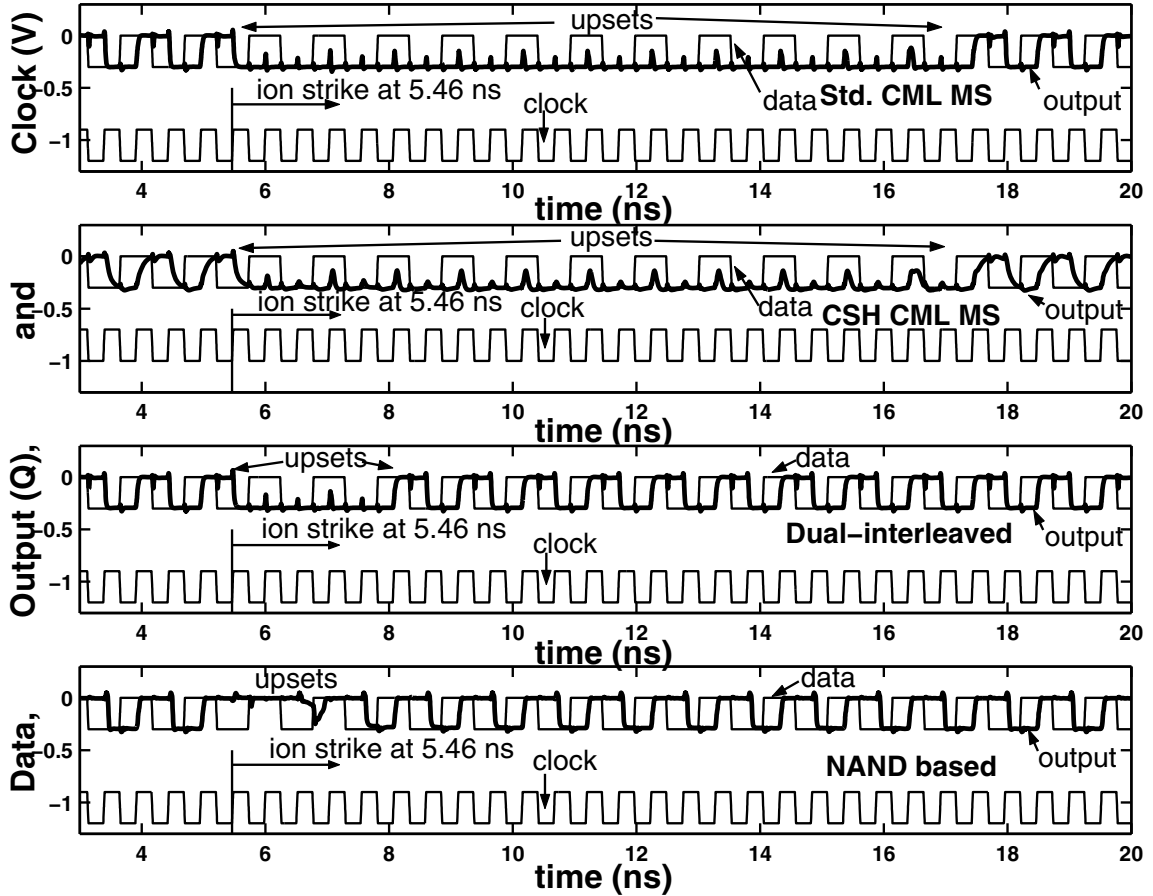 Clock (V)
0
−0.5
−1
upsets
ion strike at 5.46 ns
clock
data
Std. CML MS
output
4 6 8 10 12 14 16 18 20
time (ns)
and
0
−0.5
−1
upsets
ion strike at 5.46 ns
clock
data
CSH CML MS
output
4 6 8 10 12 14 16 18 20
time (ns)
Output (Q),
0
−0.5
−1
upsets
data
ion strike at 5.46 ns
clock
Dual−interleaved
output
4 6 8 10 12 14 16 18 20
time (ns)
Data,
0
−0.5
−1
upsets
data
ion strike at 5.46 ns
clock
NAND based
output
4 6 8 10 12 14 16 18 20
time (ns)